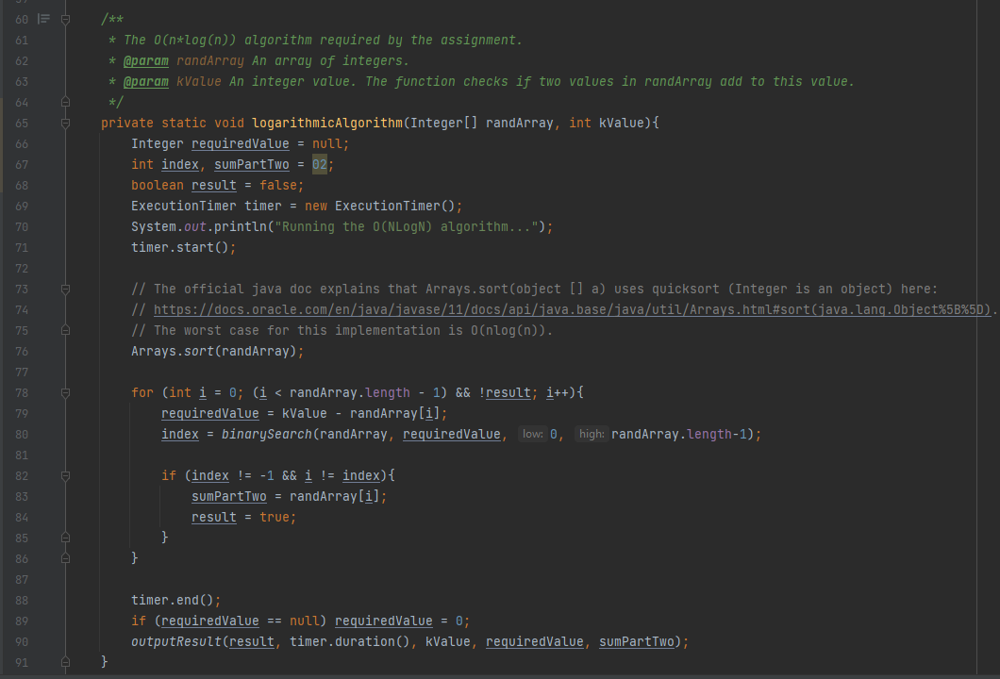 60 /**
61 * The O(n*log(n)) algorithm required by the assignment.
62 * @param randArray An array of integers.
63 * @param kValue An integer value. The function checks if two values in randArray add to this value.
64 */
65 private static void logarithmicAlgorithm(Integer[] randArray, int kValue){
66 Integer requiredValue = null;
67 int index, sumPartTwo = 02;
68 boolean result = false;
69 ExecutionTimer timer = new ExecutionTimer();
70 System.out.println("Running the O(NLogN) algorithm...");
71 timer.start();
72
73 // The official java doc explains that Arrays.sort(object [] a) uses quicksort (Integer is an object) here:
74 // https://docs.oracle.com/en/java/javase/11/docs/api/java.base/java/util/Arrays.html#sort(java.lang.Object%5B%5D).
75 // The worst case for this implementation is O(nlog(n)).
76 Arrays.sort(randArray);
77
78 for (int i = 0; (i < randArray.length - 1) && !result; i++){
79 requiredValue = kValue - randArray[i];
80 index = binarySearch(randArray, requiredValue, low: 0, high: randArray.length-1);
81
82 if (index != -1 && i != index){
83 sumPartTwo = randArray[i];
84 result = true;
85 }
86 }
87
88 timer.end();
89 if (requiredValue == null) requiredValue = 0;
90 outputResult(result, timer.duration(), kValue, requiredValue, sumPartTwo);
91 }